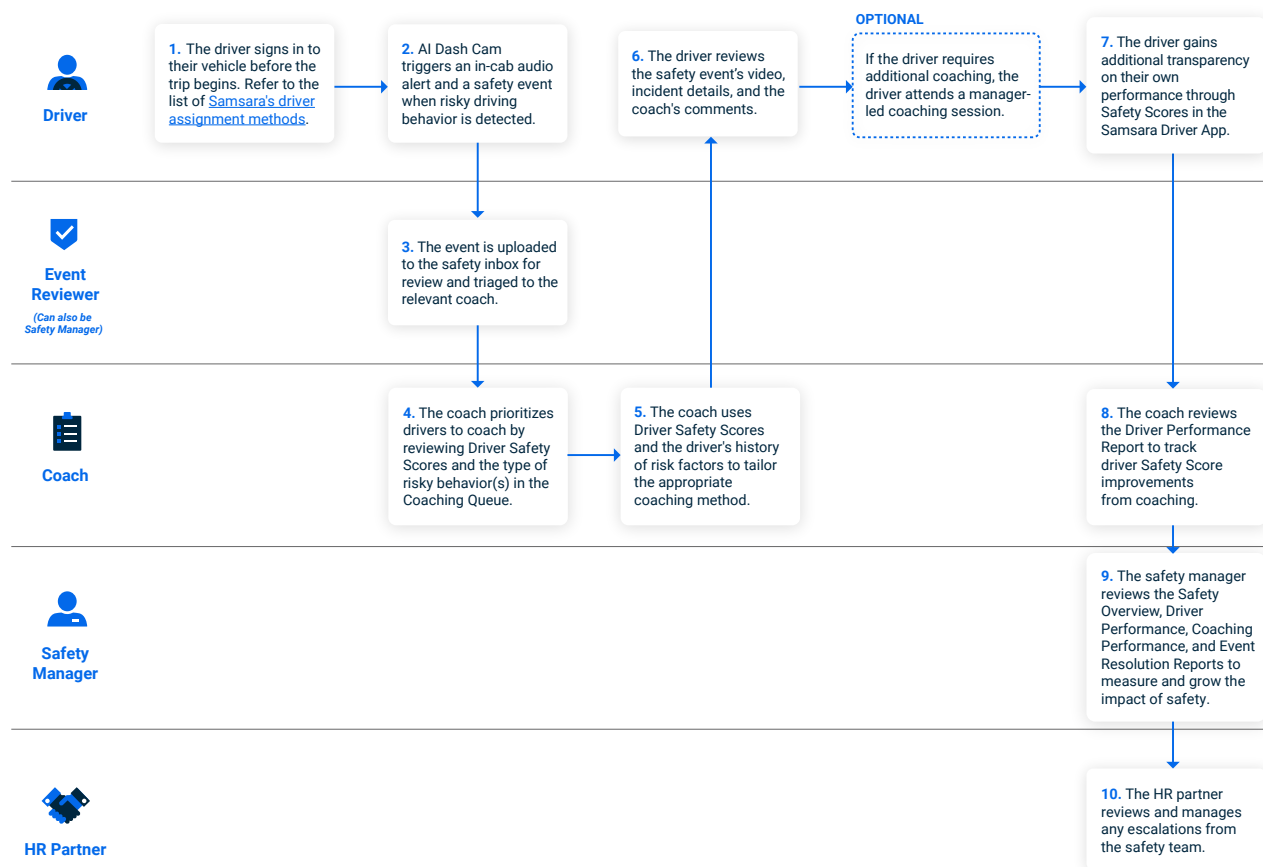 Driver
1. The driver signs in to
their vehicle before the
trip begins. Refer to the
list of Samsara's driver
assignment methods.
2. AI Dash Cam
triggers an in-cab audio
alert and a safety event
when risky driving
behavior is detected.
6. The driver reviews
the safety event's video,
incident details, and the
coach's comments.
OPTIONAL
If the driver requires
additional coaching, the
driver attends a manager-
led coaching session.
7. The driver gains
additional transparency
on their own
performance through
Safety Scores in the
Samsara Driver App.
Event
Reviewer
(Can also be
Safety Manager)
3. The event is uploaded
to the safety inbox for
review and triaged to the
relevant coach.
Coach
4. The coach prioritizes
drivers to coach by
reviewing Driver Safety
Scores and the type of
risky behavior(s) in the
Coaching Queue.
5. The coach uses
Driver Safety Scores
and the driver's history
of risk factors to tailor
the appropriate
coaching method.
8. The coach reviews
the Driver Performance
Report to track
driver Safety Score
improvements
from coaching.
Safety
Manager
9. The safety manager
reviews the Safety
Overview, Driver
Performance, Coaching
Performance, and Event
Resolution Reports to
measure and grow the
impact of safety.
HR Partner
10. The HR partner
reviews and manages
any escalations from
the safety team.